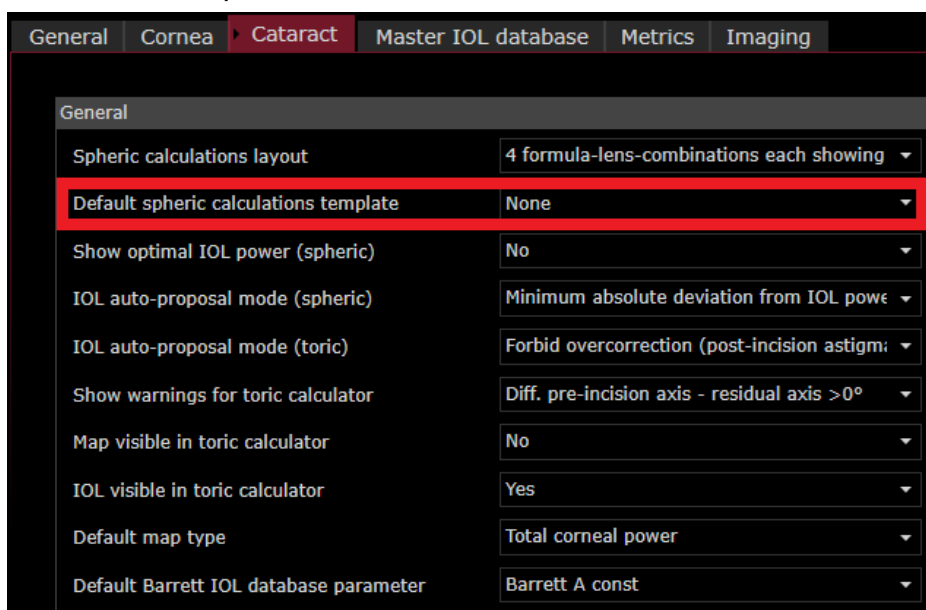 General Cornea Cataract Master IOL database Metrics Imaging
General
Spheric calculations layout 4 formula-lens-combinations each showing
Default spheric calculations template None
Show optimal IOL power (spheric) No
IOL auto-proposal mode (spheric) Minimum absolute deviation from IOL powe
IOL auto-proposal mode (toric) Forbid overcorrection (post-incision astigma
Show warnings for toric calculator Diff. pre-incision axis - residual axis >0°
Map visible in toric calculator No
IOL visible in toric calculator Yes
Default map type Total corneal power
Default Barrett IOL database parameter Barrett A const